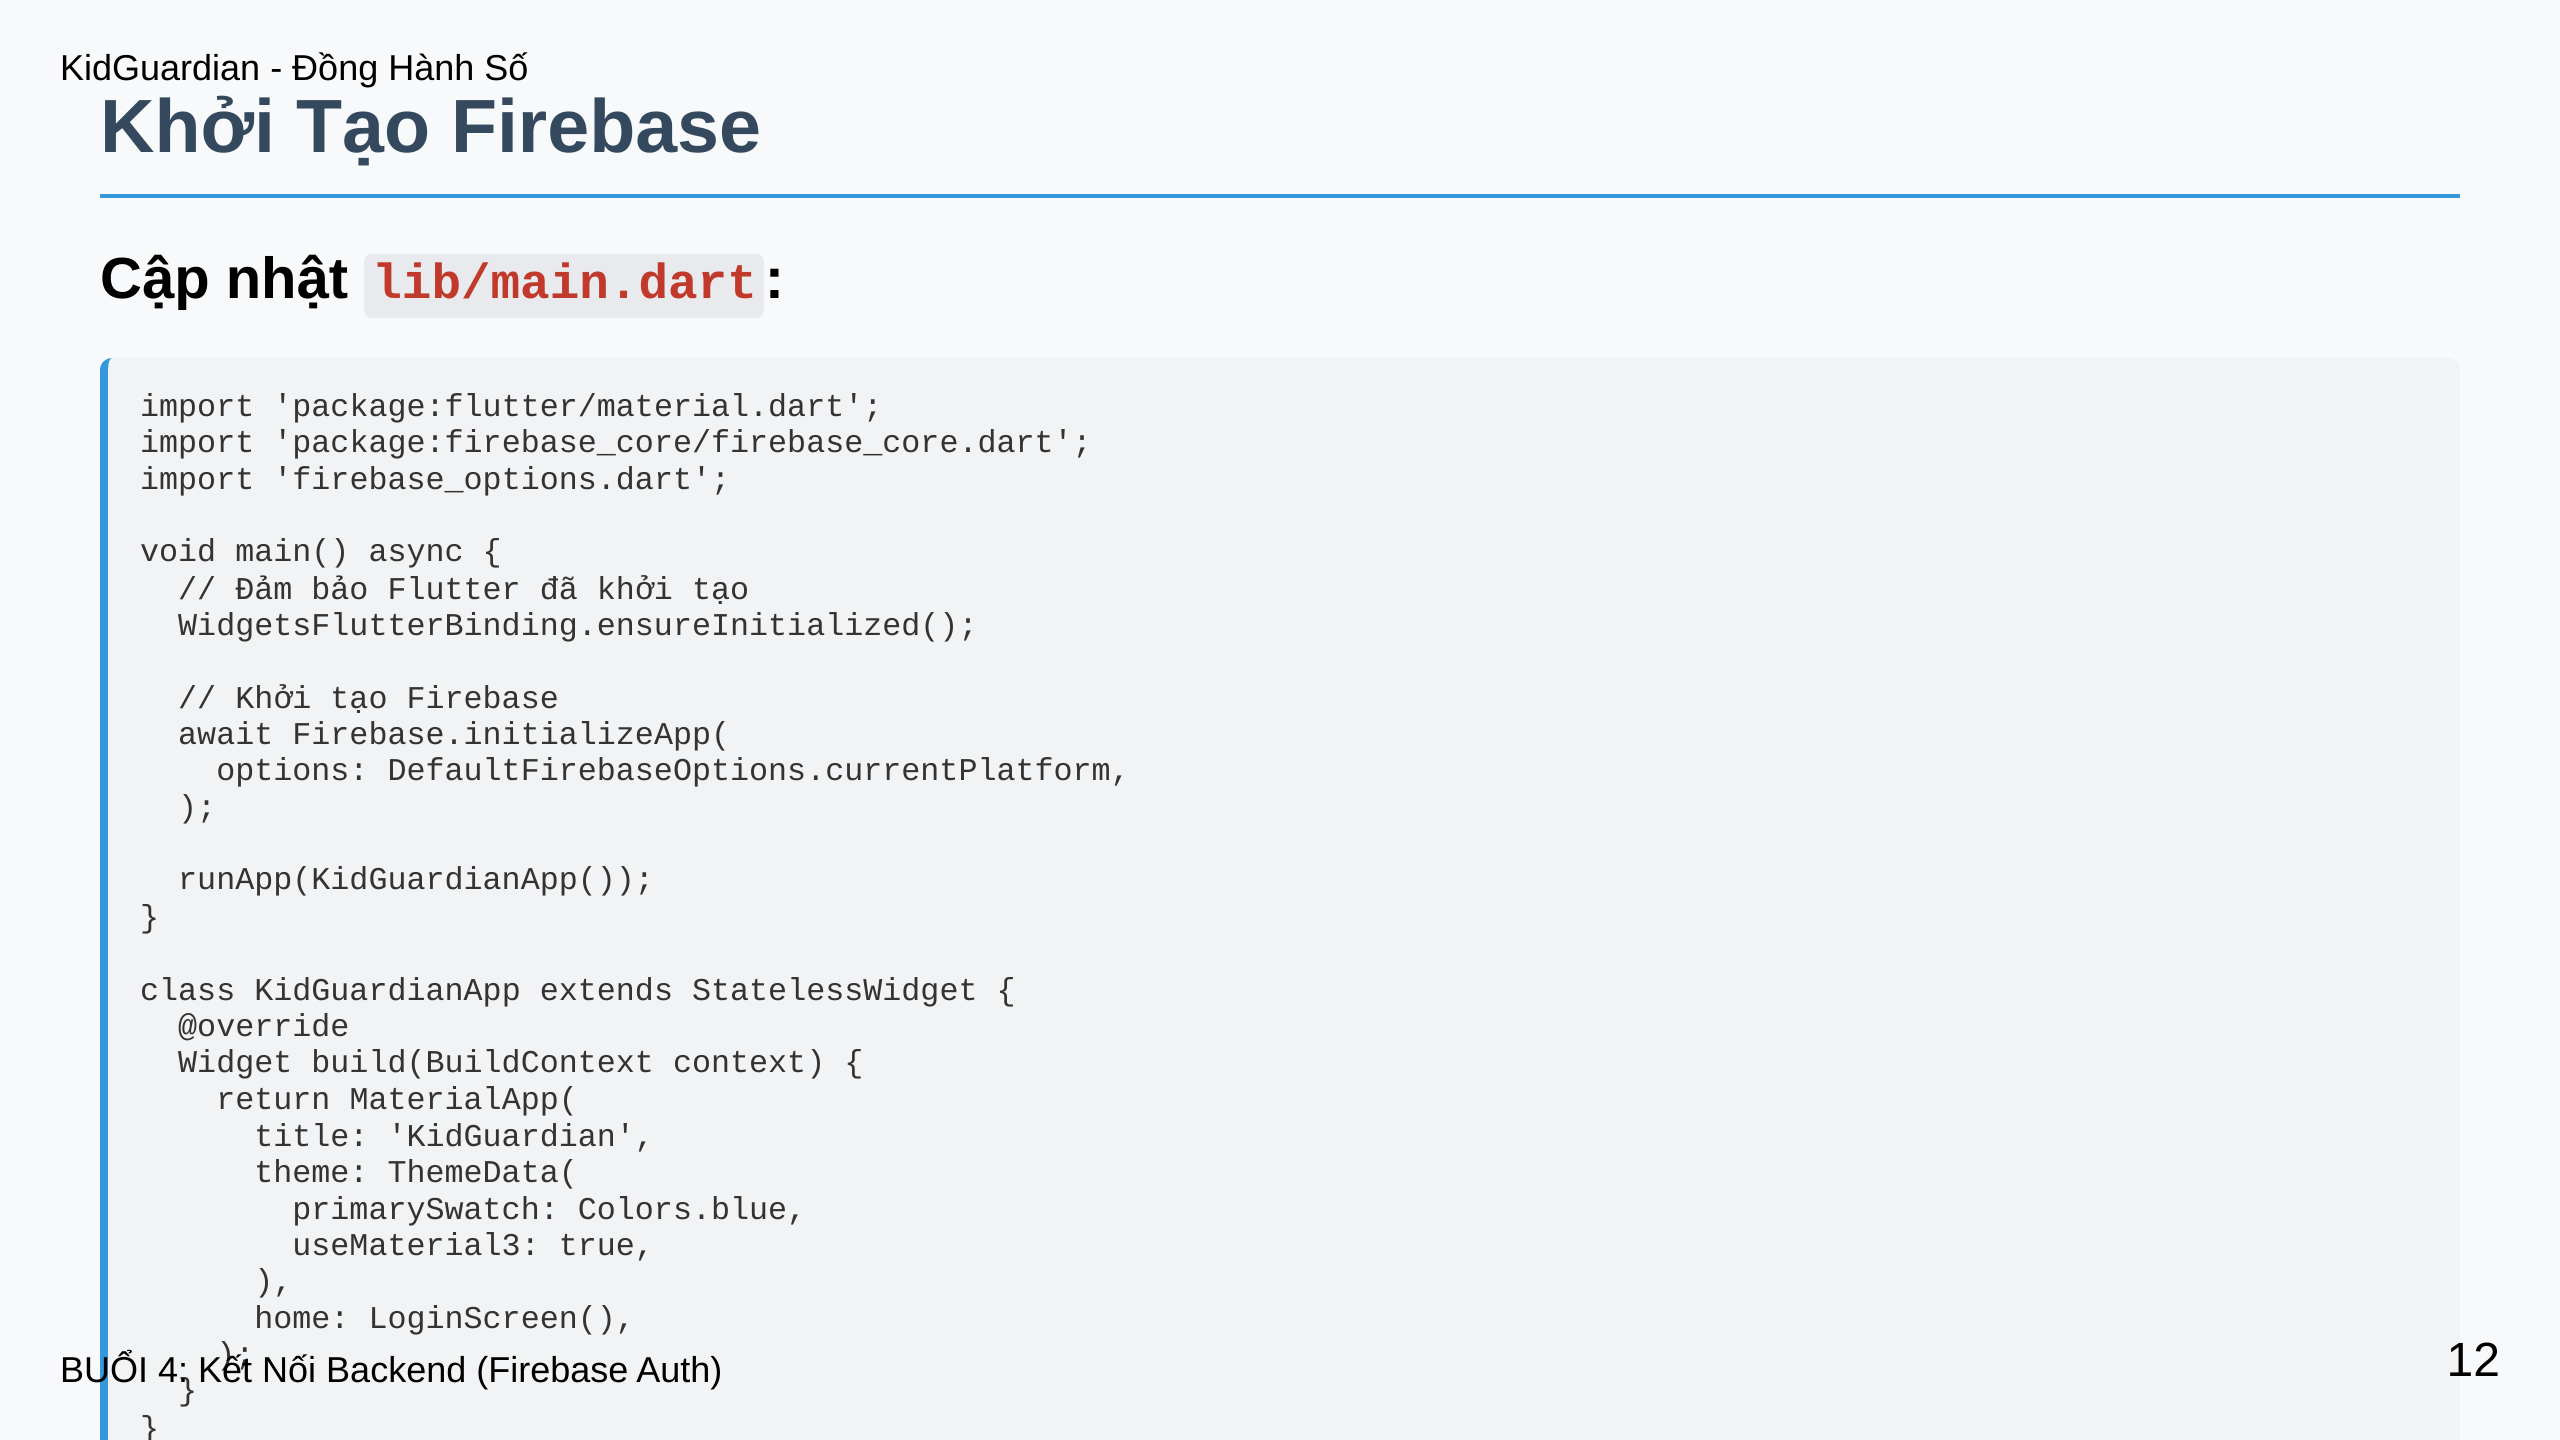 KidGuardian - Đồng Hành Số
Khởi Tạo Firebase
Cập nhật lib/main.dart:
import 'package:flutter/material.dart';
import 'package:firebase_core/firebase_core.dart';
import 'firebase_options.dart';

void main() async {
  // Đảm bảo Flutter đã khởi tạo
  WidgetsFlutterBinding.ensureInitialized();

  // Khởi tạo Firebase
  await Firebase.initializeApp(
    options: DefaultFirebaseOptions.currentPlatform,
  );

  runApp(KidGuardianApp());
}

class KidGuardianApp extends StatelessWidget {
  @override
  Widget build(BuildContext context) {
    return MaterialApp(
      title: 'KidGuardian',
      theme: ThemeData(
        primarySwatch: Colors.blue,
        useMaterial3: true,
      ),
      home: LoginScreen(),
    );
  }
}
BUỔI 4: Kết Nối Backend (Firebase Auth)
12